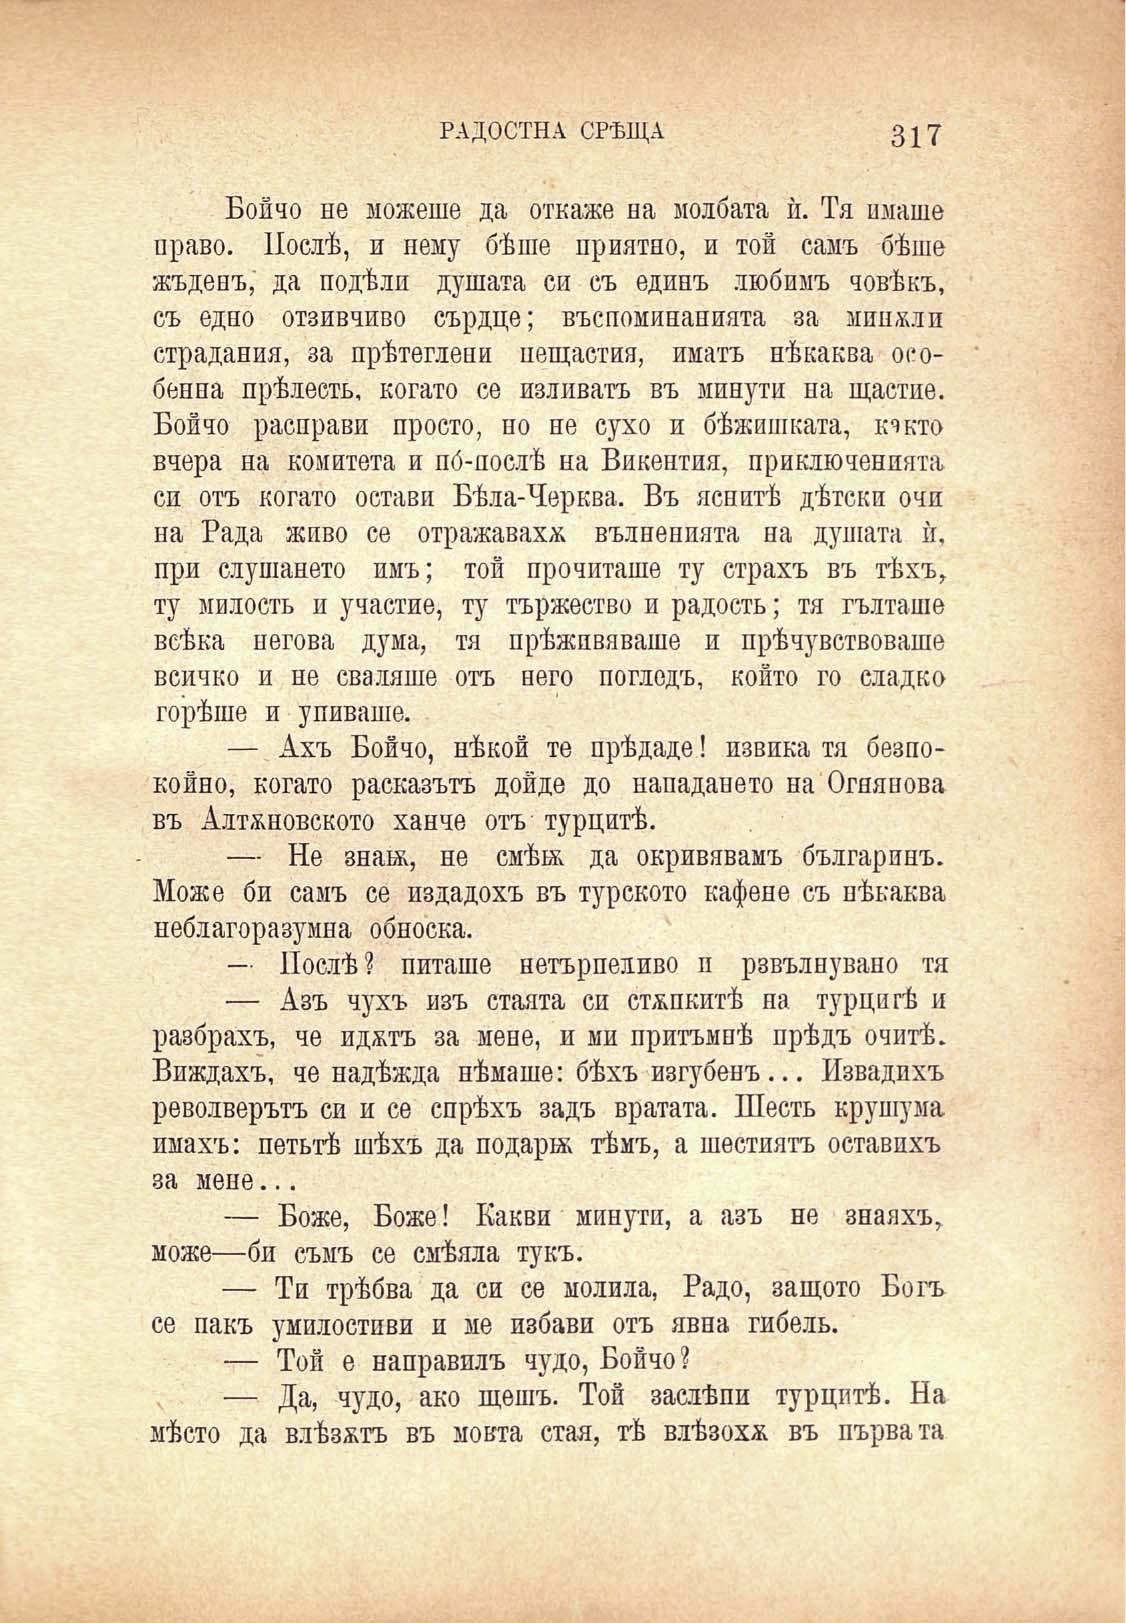 РАДОСТНА СРѢЩА 317
Бойчо не можеше да откаже на молбата ѝ. Тя имаше
право. Послѣ, и нему бѣше приятно, и той самъ бѣше
жъденъ, да подѣли душата си съ единъ любимъ човѣкъ,
съ едно отзивчиво сърдце; въспоминанията за минѫли
страдания, за прѣтеглени нещастия, иматъ нѣкаква осо-
бенна прѣлесть, когато се изливатъ въ минути на щастие.
Бойчо расправи просто, но не сухо и бѣжишката, както
вчера на комитета и по́-послѣ на Викентия, приключенията
си отъ когато остави Бѣла-Черква. Въ яснитѣ дѣтски очи
на Рада живо се отражавахѫ вълненията на душата ѝ,
при слушането имъ; той прочиташе ту страхъ въ тѣхъ,
ту милость и участие, ту тържество и радость; тя гълташе
всѣка негова дума, тя прѣживяваше и прѣчувствоваше
всичко и не сваляше отъ него погледъ, който го сладко
горѣше и упиваше.
— Ахъ Бойчо, нѣкой те прѣдаде! извика тя безпо-
койно, когато расказътъ дойде до нападането на Огнянова
въ Алтѫновското ханче отъ турцитѣ.
— Не знаѭ, не смѣѭ да окривявамъ българинъ.
Може би самъ се издадохъ въ турското кафене съ нѣкаква
неблагоразумна обноска.
— Послѣ? питаше нетърпеливо и рзвълнувано тя
— Азъ чухъ изъ стаята си стѫпкитѣ на турцигѣ и
разбрахъ, че идѫтъ за мене, и ми притъмнѣ прѣдъ очитѣ.
Виждахъ, че надѣжда нѣмаше: бѣхъ изгубенъ... Извадихъ
револверътъ си и се спрѣхъ задъ вратата. Шесть крушума
имахъ: петьтѣ щѣхъ да подарѭ тѣмъ, а шестиятъ оставихъ
за мене...
— Боже, Боже! Какви минути, а азъ не знаяхъ,
може—би съмъ се смѣяла тукъ.
— Ти трѣбва да си се молила, Радо, защото Богъ
се пакъ умилостиви и ме избави отъ явна гибель.
— Той е направилъ чудо, Бойчо?
— Да, чудо, ако щешъ. Той заслѣпи турцитѣ. На
мѣсто да влѣзѫтъ въ моята стая, тѣ влѣзохѫ въ първата